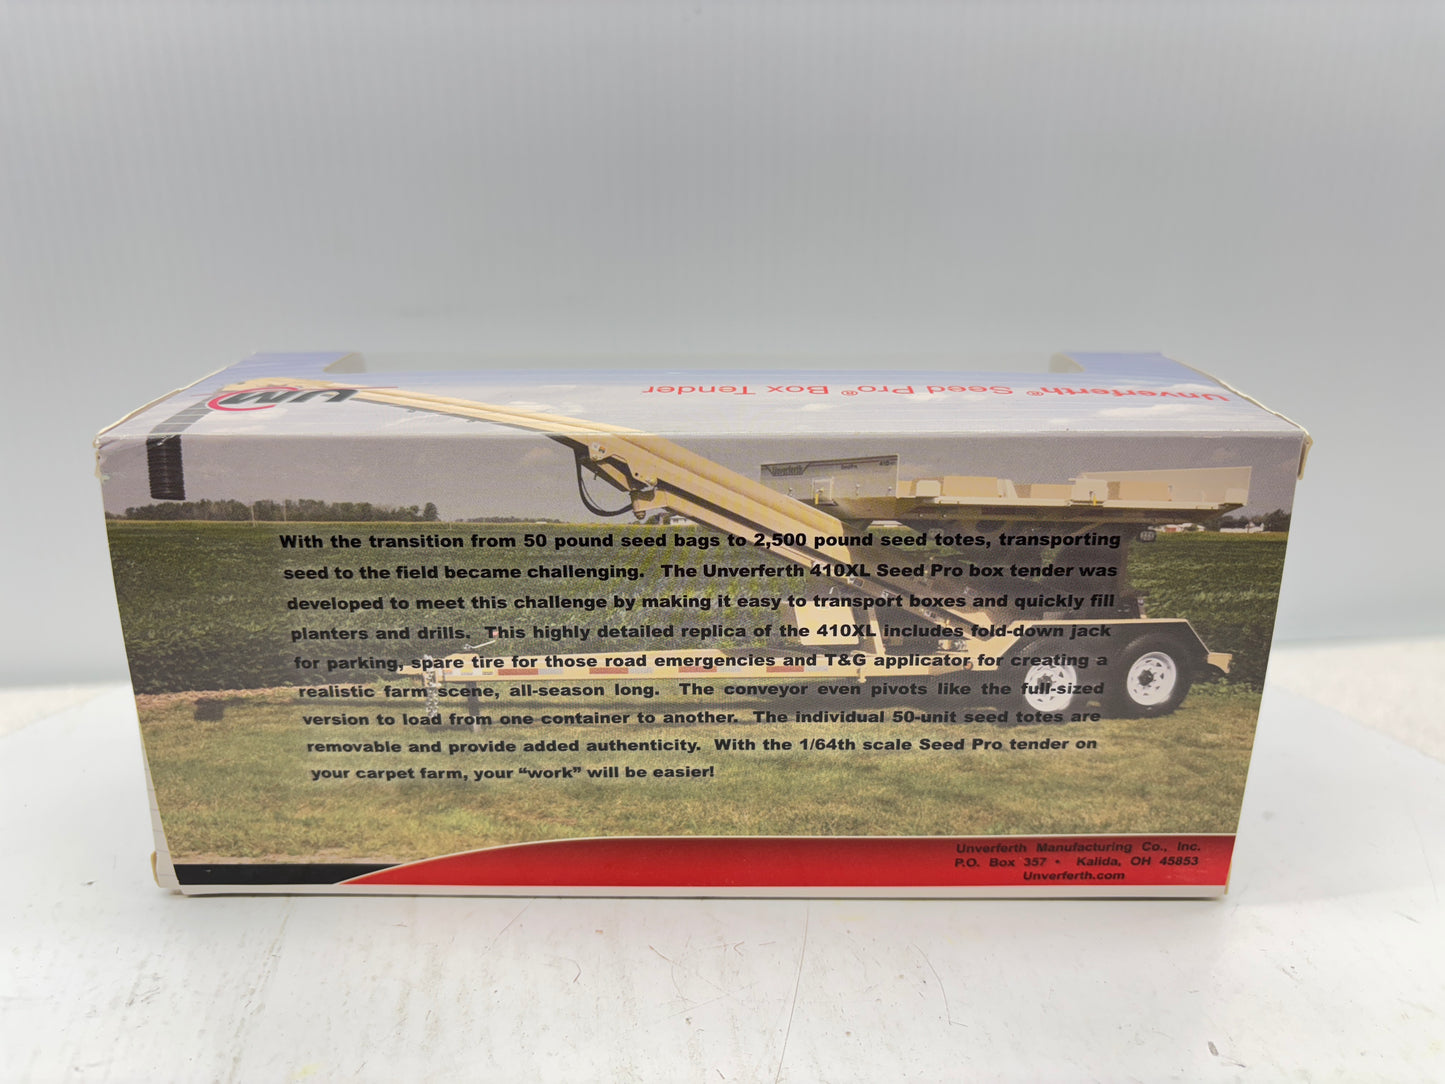 Unverferth® Seed Pro® Box Tender
UM
Unverferth
SeedPro
410
With the transition from 50 pound seed bags to 2,500 pound seed totes, transporting
seed to the field became challenging. The Unverferth 410XL Seed Pro box tender was
developed to meet this challenge by making it easy to transport boxes and quickly fill
planters and drills. This highly detailed replica of the 410XL includes fold-down jack
for parking, spare tire for those road emergencies and T&G applicator for creating a
realistic farm scene, all-season long. The conveyor even pivots like the full-sized
version to load from one container to another. The individual 50-unit seed totes are
removable and provide added authenticity. With the 1/64th scale Seed Pro tender on
your carpet farm, your “work” will be easier!
Unverferth Manufacturing Co., Inc.
P.O. Box 357 • Kalida, OH 45853
Unverferth.com